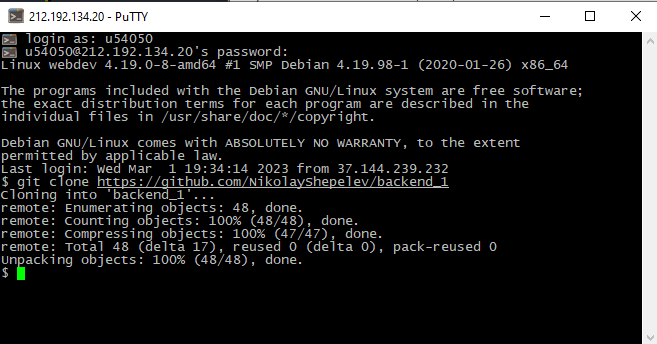 212.192.134.20 - PuTTY
login as: u54050
u54050@212.192.134.20's password:
Linux webdev 4.19.0-8-amd64 #1 SMP Debian 4.19.98-1 (2020-01-26) x86_64
The programs included with the Debian GNU/Linux system are free software;
the exact distribution terms for each program are described in the
individual files in /usr/share/doc/*/copyright.
Debian GNU/Linux comes with ABSOLUTELY NO WARRANTY, to the extent
permitted by applicable law.
Last login: Wed Mar  1 19:34:14 2023 from 37.144.239.232
$ git clone https://github.com/NikolayShepelev/backend_1
Cloning into 'backend_1'...
remote: Enumerating objects: 48, done.
remote: Counting objects: 100% (48/48), done.
remote: Compressing objects: 100% (47/47), done.
remote: Total 48 (delta 17), reused 0 (delta 0), pack-reused 0
Unpacking objects: 100% (48/48), done.
$